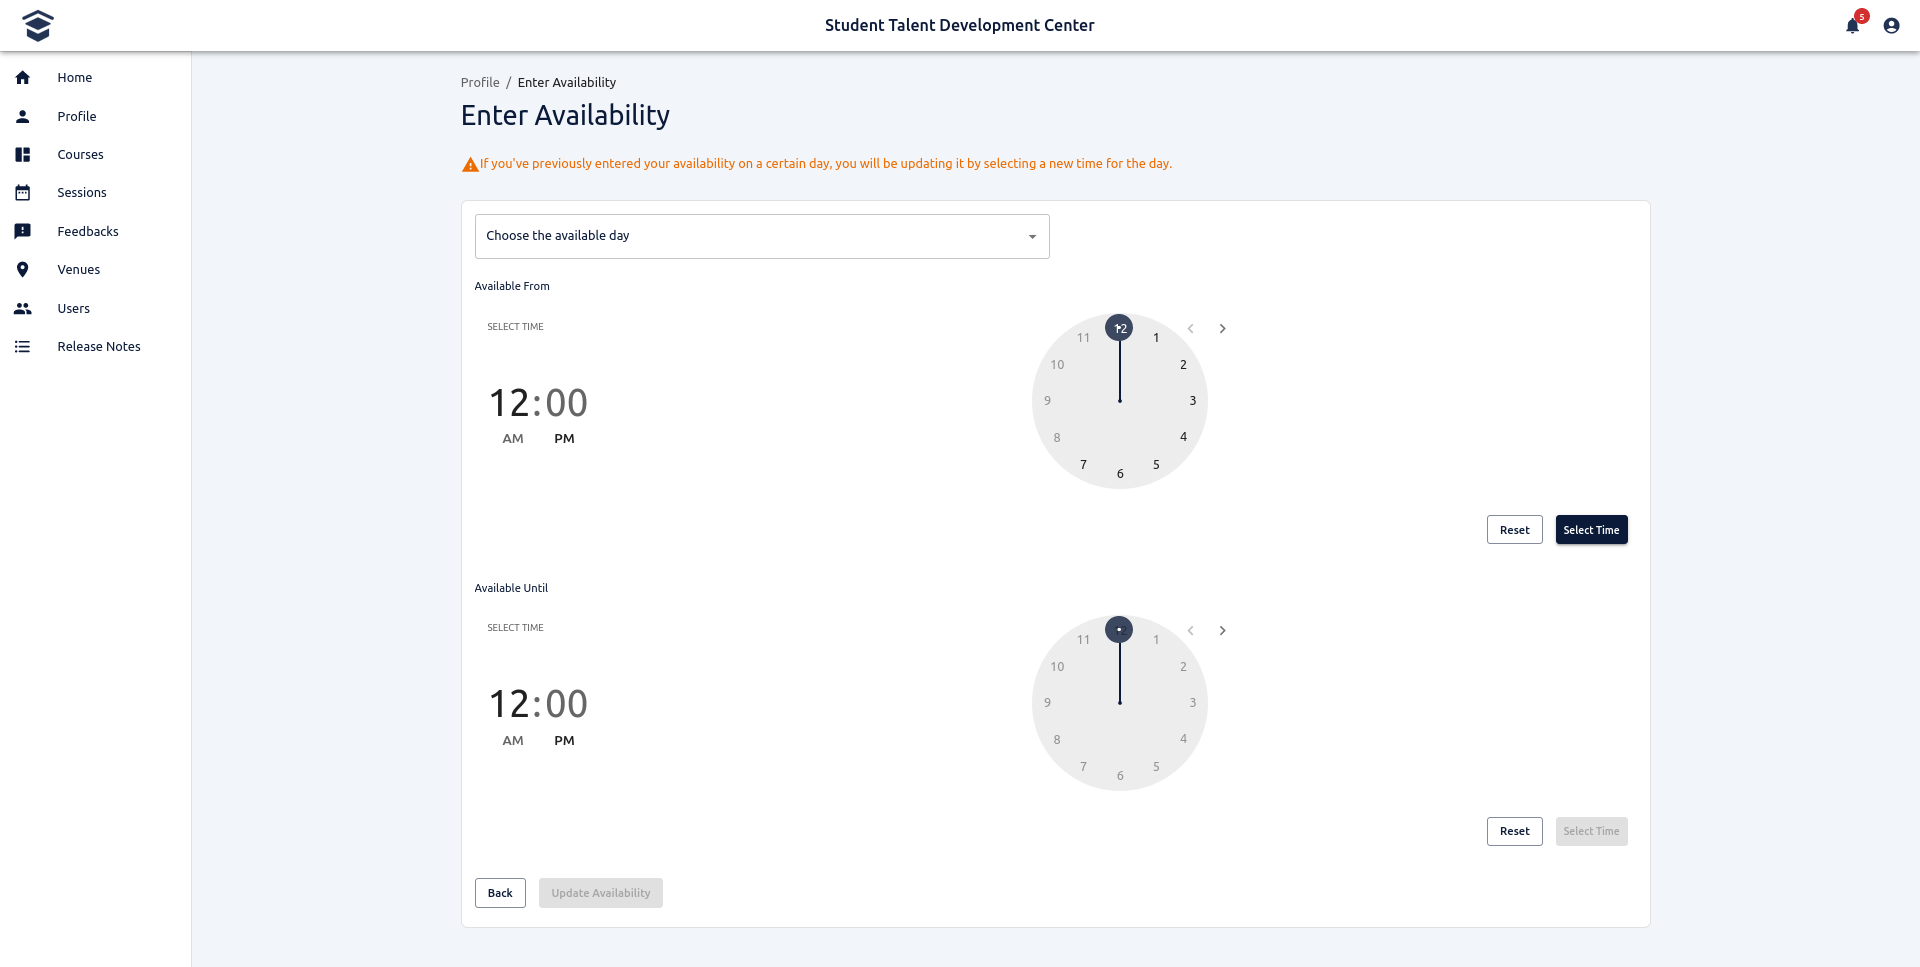 Student Talent Development Center
5
Home
Profile
Courses
Sessions
Feedbacks
Venues
Users
Release Notes
Profile / Enter Availability
Enter Availability
If you've previously entered your availability on a certain day, you will be updating it by selecting a new time for the day.
Choose the available day
Available From
SELECT TIME
12:00
AM PM
12
11 1
10 2
9 3
8 4
7 5
6
Reset Select Time
Available Until
SELECT TIME
12:00
AM PM
12
11 1
10 2
9 3
8 4
7 5
6
Reset Select Time
Back Update Availability